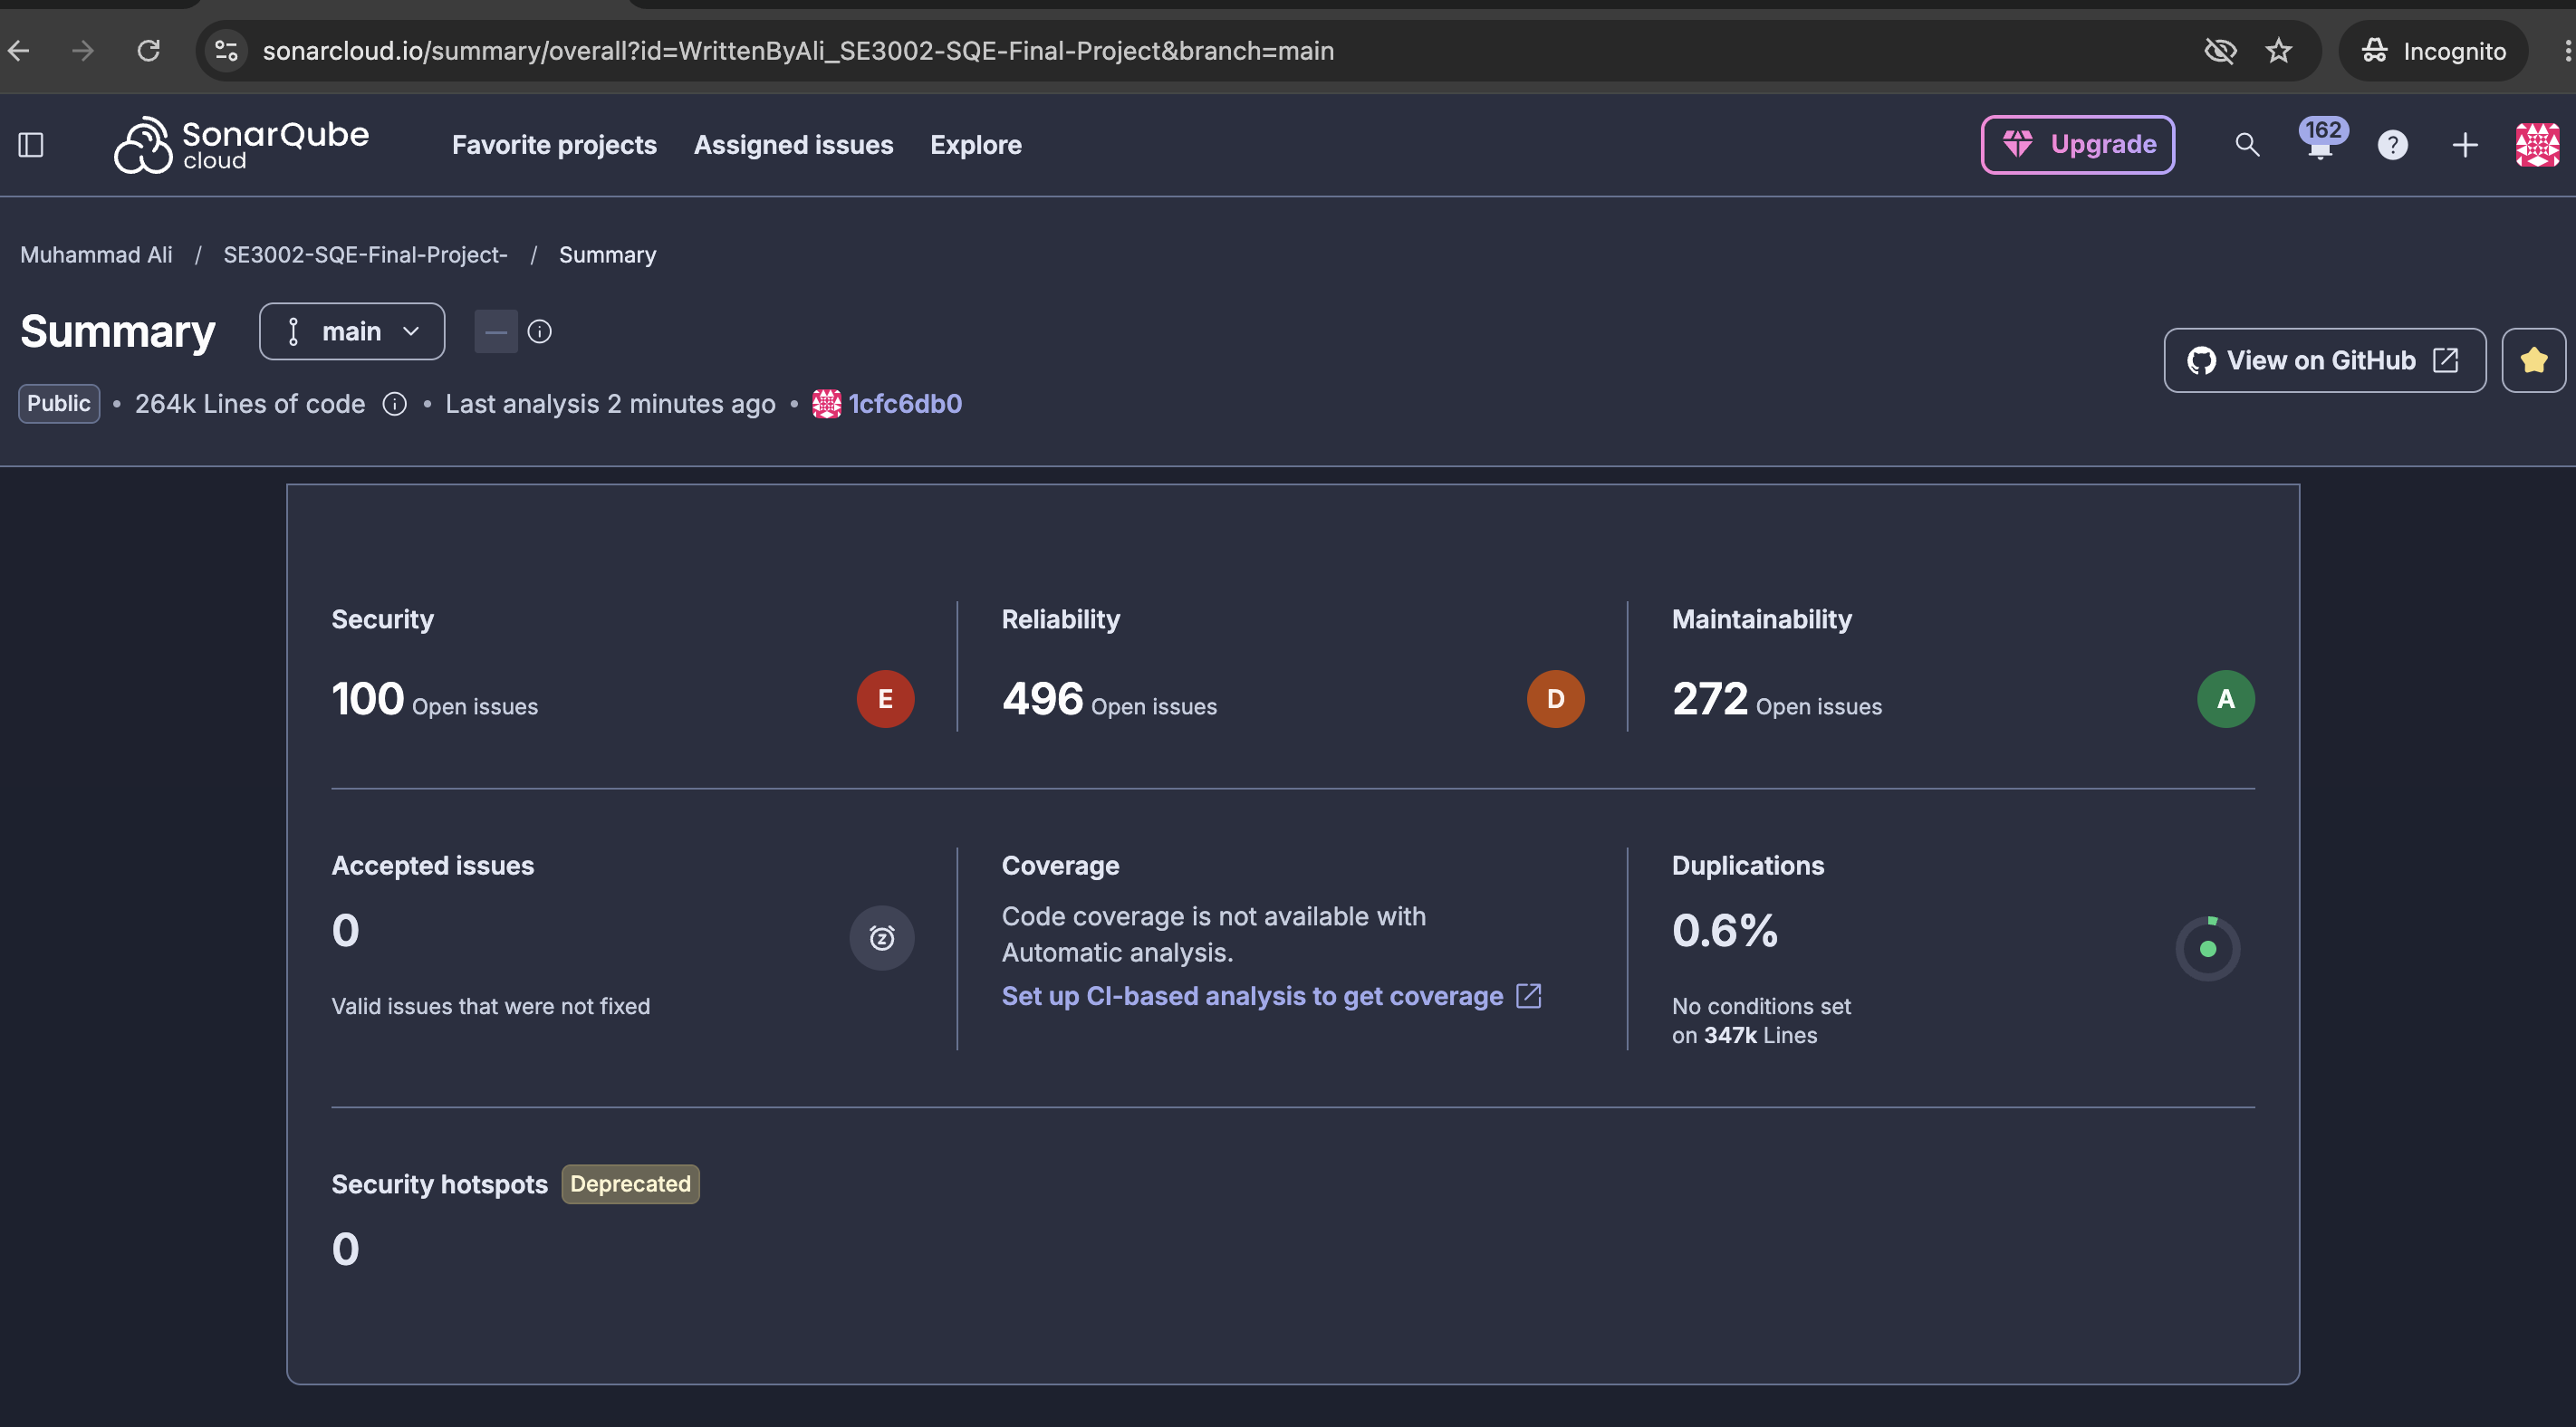 sonarcloud.io/summary/overall?id=WrittenByAli_SE3002-SQE-Final-Project&branch=main
Incognito
SonarQube cloud
Favorite projects
Assigned issues
Explore
Upgrade
162
?
Muhammad Ali / SE3002-SQE-Final-Project- / Summary
Summary
main
View on GitHub
Public • 264k Lines of code • Last analysis 2 minutes ago • 1cfc6db0
Security
100 Open issues
E
Reliability
496 Open issues
D
Maintainability
272 Open issues
A
Accepted issues
0
Valid issues that were not fixed
Coverage
Code coverage is not available with
Automatic analysis.
Set up CI-based analysis to get coverage
Duplications
0.6%
No conditions set
on 347k Lines
Security hotspots Deprecated
0